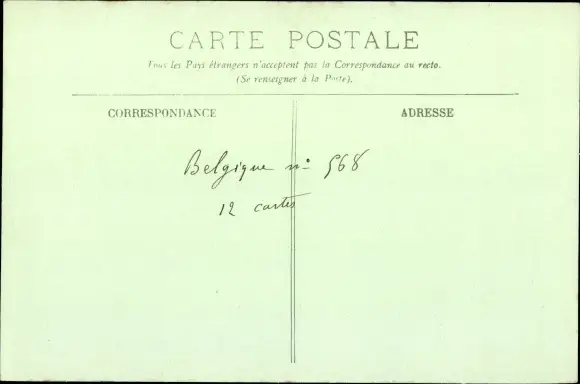 CARTE POSTALE
Tous les Pays étrangers n'acceptent pas la Correspondance au recto.
(Se renseigner à la Poste).
CORRESPONDANCE
ADRESSE
Belgique no 568
12 cartes